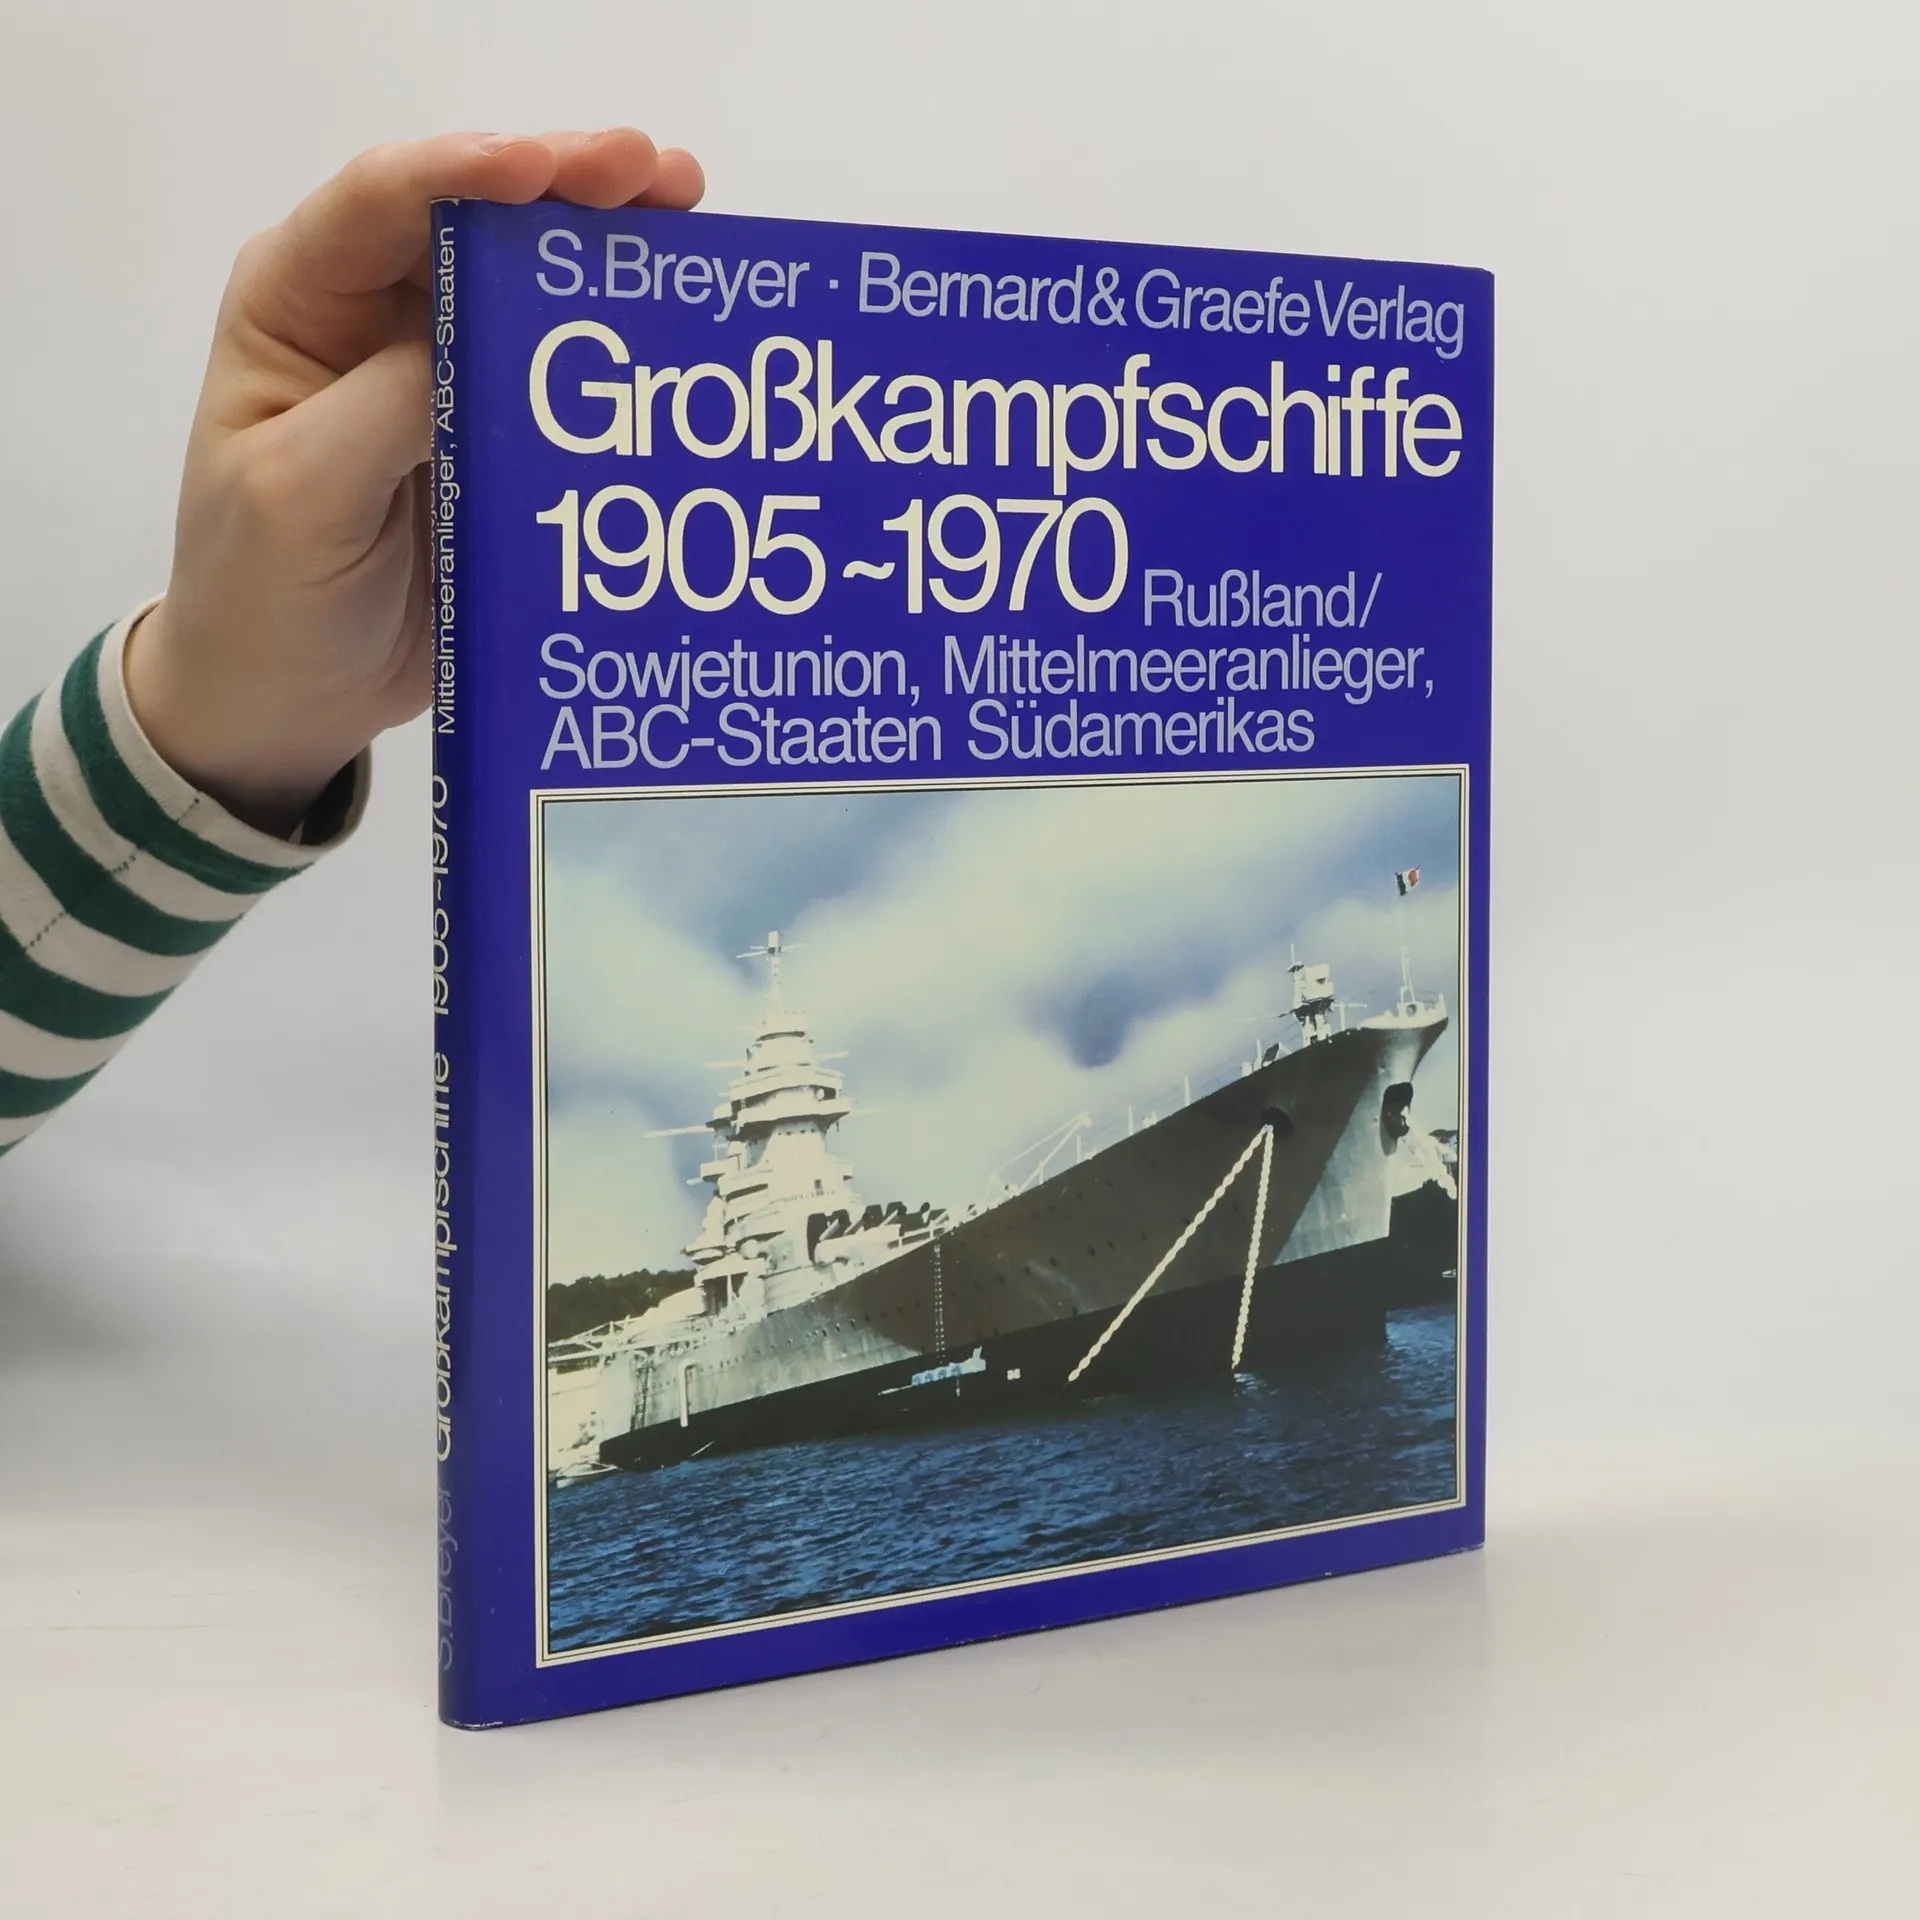 S.Breyer · Bernard & Graefe Verlag
Großkampfschiffe
1905~1970 Rußland/
Sowjetunion, Mittelmeeranlieger,
ABC-Staaten Südamerikas
S.Breyer Großkampfschiffe 1905~1970
Mittelmeeranlieger, ABC-Staaten